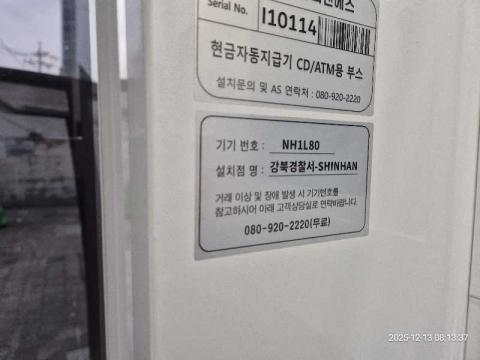 Serial No. I10114
현금자동지급기 CD/ATM용 부스
설치문의 및 AS 연락처 : 080-920-2220
기기 번호 : NH1L80
설치점 명 : 강북경찰서-SHINHAN
거래 이상 및 장애 발생 시 기기번호를
참고하시어 아래 고객상담실로 연락바랍니다.
080-920-2220(무료)
2025-12-13 08:13:37